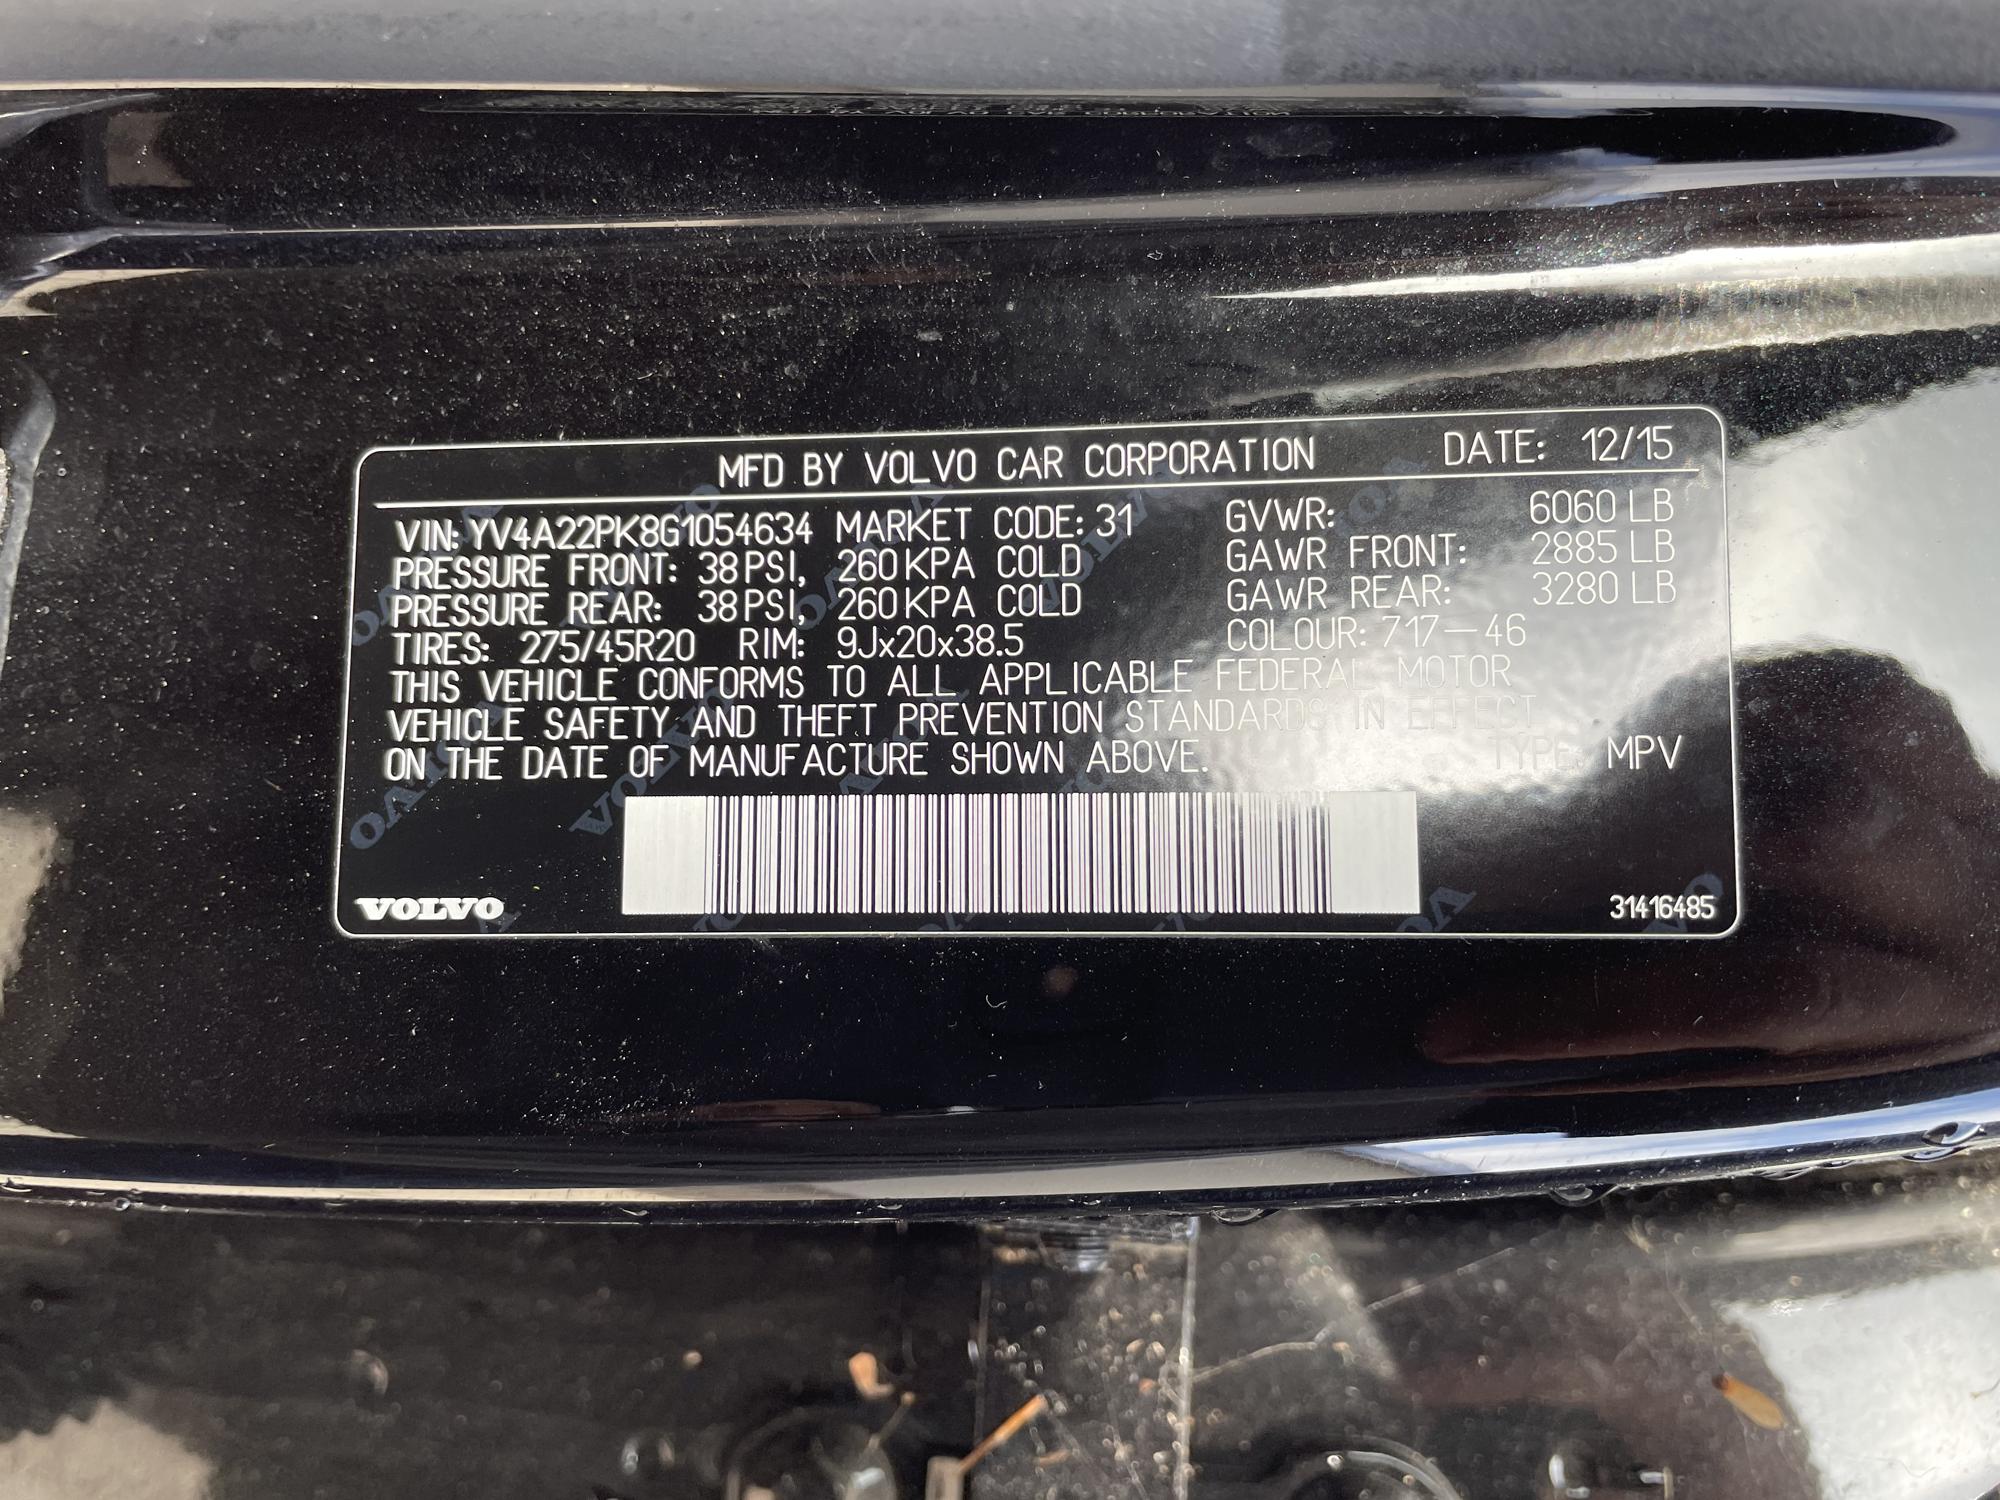 MFD BY VOLVO CAR CORPORATION DATE: 12/15
VIN: YV4A22PK8G1054634 MARKET CODE: 31 GVWR: 6060 LB
PRESSURE FRONT: 38 PSI, 260 KPA COLD GAWR FRONT: 2885 LB
PRESSURE REAR: 38 PSI, 260 KPA COLD GAWR REAR: 3280 LB
TIRES: 275/45R20 RIM: 9Jx20x38.5 COLOUR: 717-46
THIS VEHICLE CONFORMS TO ALL APPLICABLE FEDERAL MOTOR
VEHICLE SAFETY AND THEFT PREVENTION STANDARDS IN EFFECT
ON THE DATE OF MANUFACTURE SHOWN ABOVE. TYPE: MPV
VOLVO 31416485